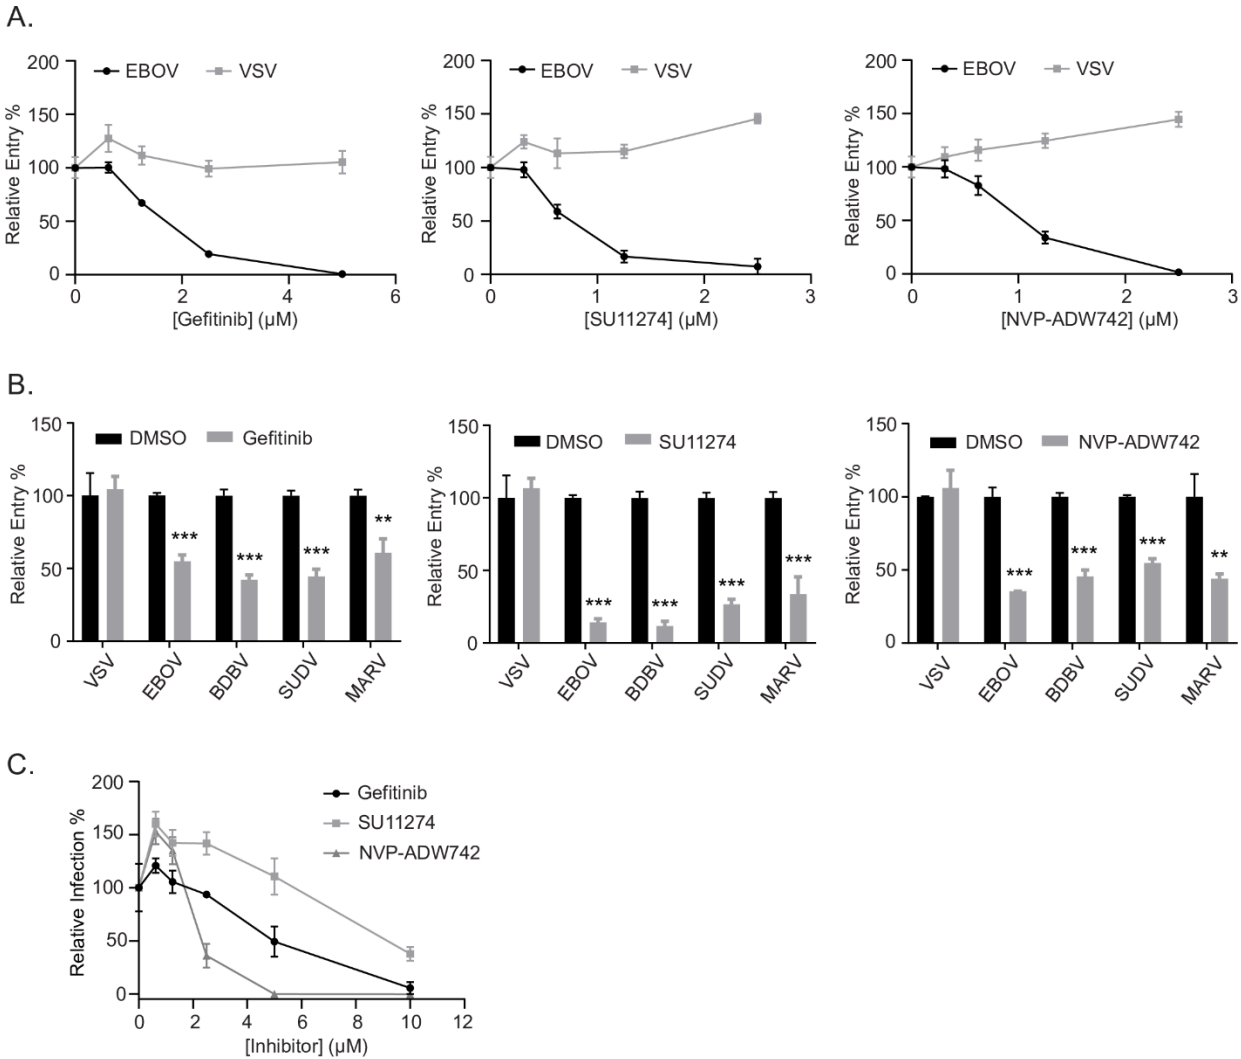 A.
EBOV VSV
EBOV VSV
EBOV VSV
200
150
100
50
0
Relative Entry %
0 2 4 6
[Gefitinib] (µM)
200
150
100
50
0
Relative Entry %
0 1 2 3
[SU11274] (µM)
200
150
100
50
0
Relative Entry %
0 1 2 3
[NVP-ADW742] (µM)
B.
DMSO Gefitinib
150
100
50
0
Relative Entry %
*** *** *** **
VSV EBOV BDBV SUDV MARV
DMSO SU11274
150
100
50
0
Relative Entry %
*** *** *** ***
VSV EBOV BDBV SUDV MARV
DMSO NVP-ADW742
150
100
50
0
Relative Entry %
*** *** *** **
VSV EBOV BDBV SUDV MARV
C.
Gefitinib
SU11274
NVP-ADW742
200
150
100
50
0
Relative Infection %
0 2 4 6 8 10 12
[Inhibitor] (µM)